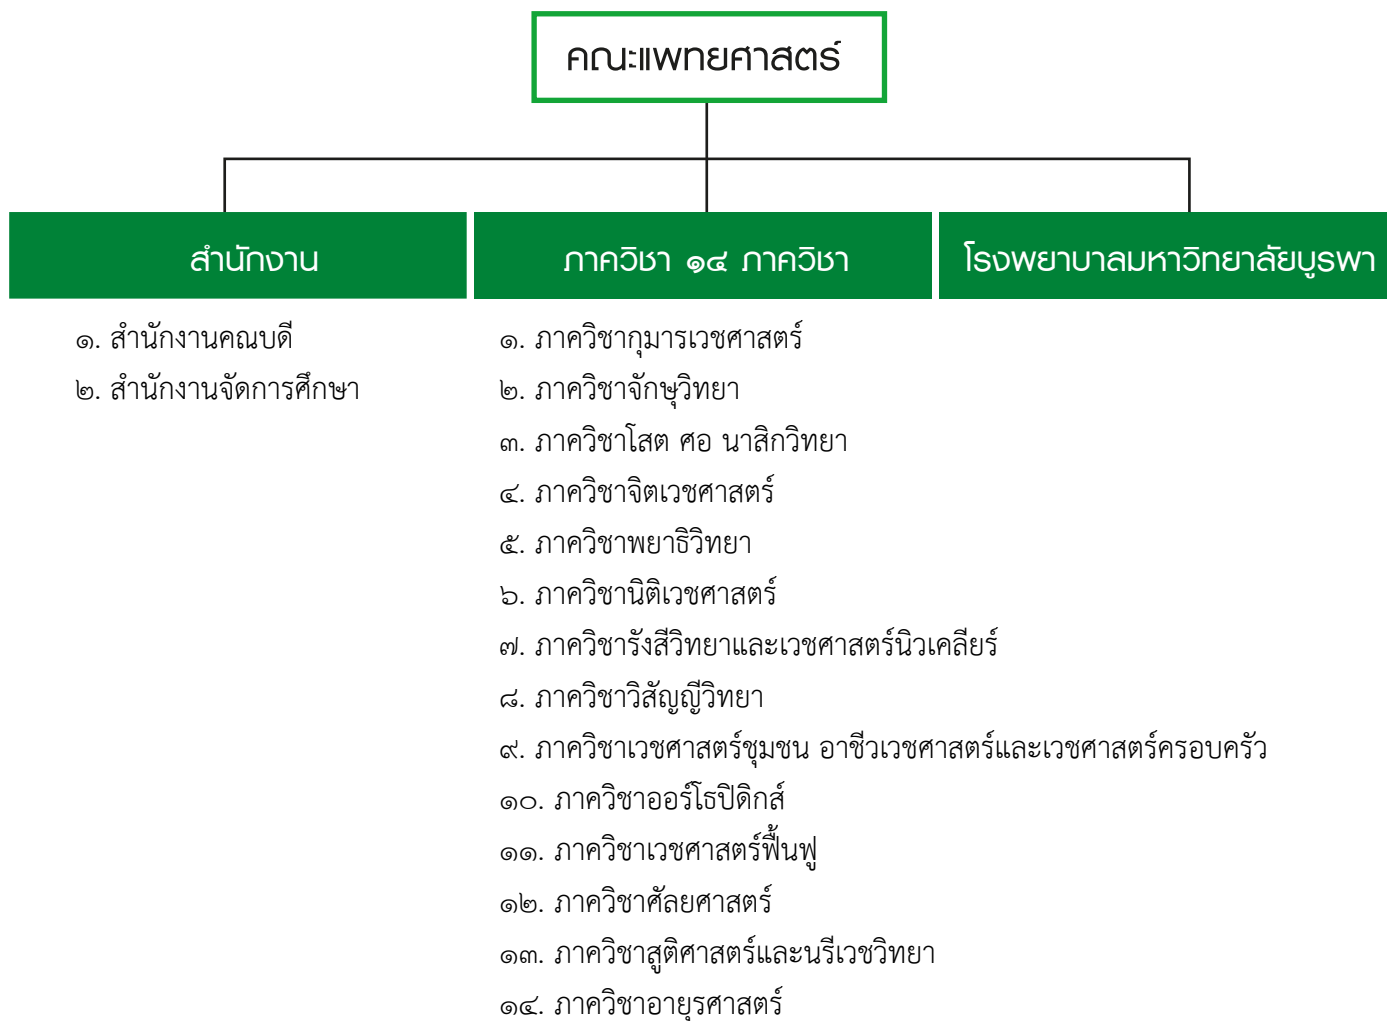 คณะแพทยศาสตร์
สำนักงาน
ภาควิชา ๑๔ ภาควิชา
โรงพยาบาลมหาวิทยาลัยบูรพา
๑. สำนักงานคณบดี
๒. สำนักงานจัดการศึกษา
๑. ภาควิชากุมารเวชศาสตร์
๒. ภาควิชาจักษุวิทยา
๓. ภาควิชาโสต ศอ นาสิกวิทยา
๔. ภาควิชาจิตเวชศาสตร์
๕. ภาควิชาพยาธิวิทยา
๖. ภาควิชานิติเวชศาสตร์
๗. ภาควิชารังสีวิทยาและเวชศาสตร์นิวเคลียร์
๘. ภาควิชาวิสัญญีวิทยา
๙. ภาควิชาเวชศาสตร์ชุมชน อาชีวเวชศาสตร์และเวชศาสตร์ครอบครัว
๑๐. ภาควิชาออร์โธปิดิกส์
๑๑. ภาควิชาเวชศาสตร์ฟื้นฟู
๑๒. ภาควิชาศัลยศาสตร์
๑๓. ภาควิชาสูติศาสตร์และนรีเวชวิทยา
๑๔. ภาควิชาอายุรศาสตร์